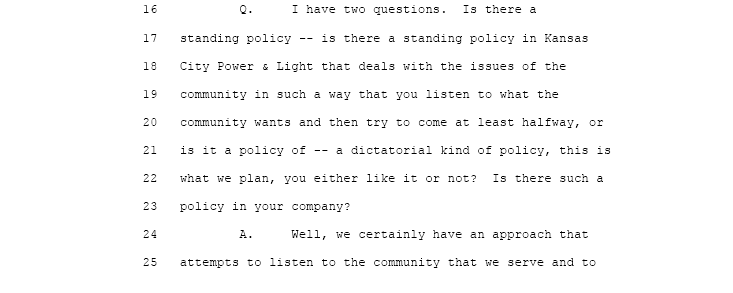 16 Q. I have two questions. Is there a
17 standing policy -- is there a standing policy in Kansas
18 City Power & Light that deals with the issues of the
19 community in such a way that you listen to what the
20 community wants and then try to come at least halfway, or
21 is it a policy of -- a dictatorial kind of policy, this is
22 what we plan, you either like it or not? Is there such a
23 policy in your company?
24 A. Well, we certainly have an approach that
25 attempts to listen to the community that we serve and to